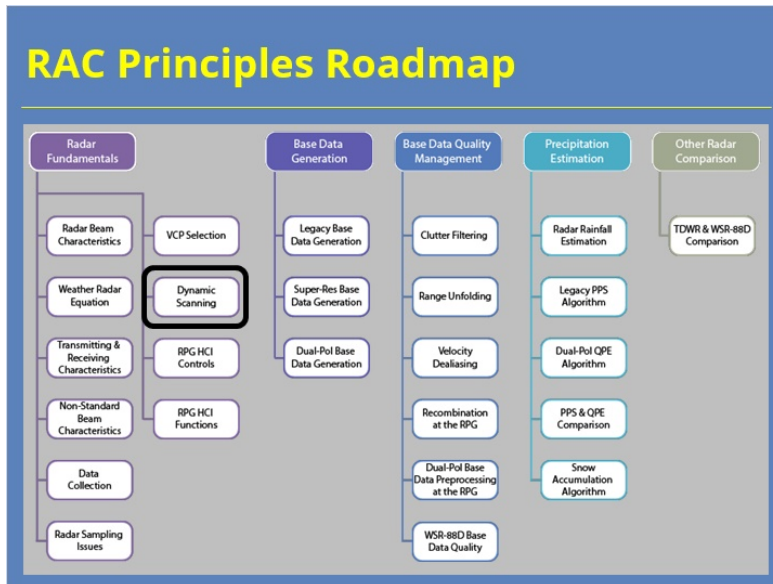 RAC Principles Roadmap
Radar
Fundamentals
Radar Beam
Characteristics
Weather Radar
Equation
Transmitting &
Receiving
Characteristics
Non-Standard
Beam
Characteristics
Data
Collection
Radar Sampling
Issues
VCP Selection
Dynamic
Scanning
RPG HCI
Controls
RPG HCI
Functions
Base Data
Generation
Legacy Base
Data Generation
Super-Res Base
Data Generation
Dual-Pol Base
Data Generation
Base Data Quality
Management
Clutter Filtering
Range Unfolding
Velocity
Dealiasing
Recombination
at the RPG
Dual-Pol Base
Data Preprocessing
at the RPG
WSR-88D Base
Data Quality
Precipitation
Estimation
Radar Rainfall
Estimation
Legacy PPS
Algorithm
Dual-Pol QPE
Algorithm
PPS & QPE
Comparison
Snow
Accumulation
Algorithm
Other Radar
Comparison
TDWR & WSR-88D
Comparison